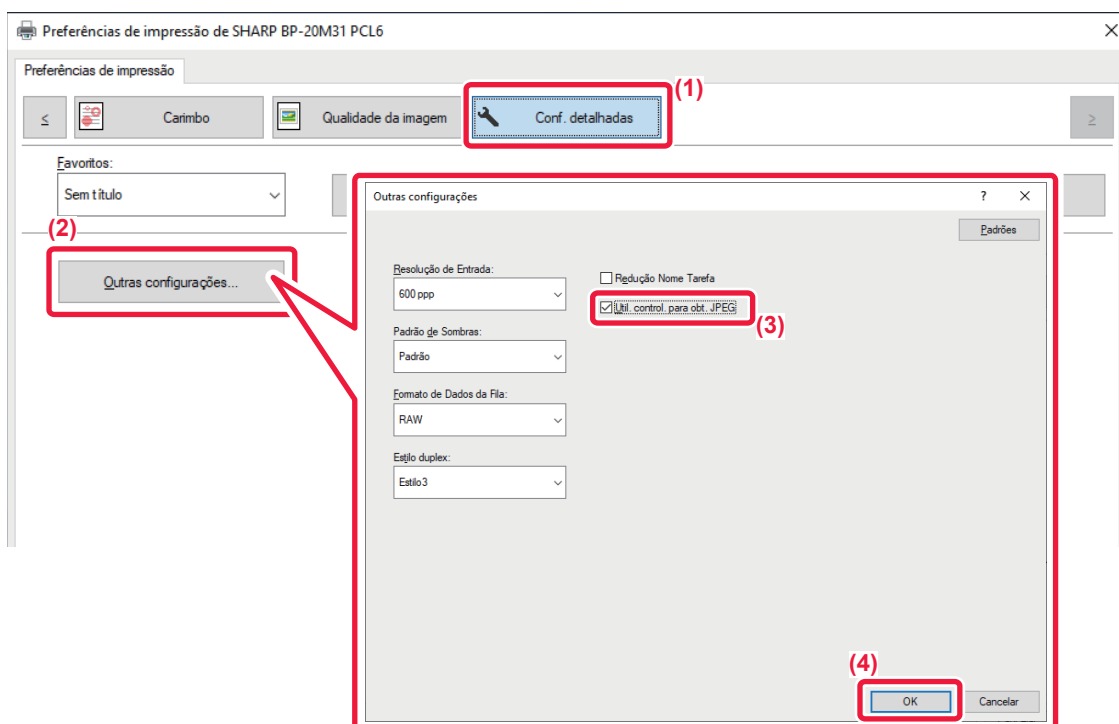 Preferências de impressão de SHARP BP-20M31 PCL6
Preferências de impressão
(1)
≤
Carimbo
Qualidade da imagem
Conf. detalhadas
≥
Favoritos:
Sem título
(2)
Outras configurações...
Outras configurações
?
Padrões
Resolução de Entrada:
600 ppp
Redução Nome Tarefa
Util. control. para obt. JPEG
(3)
Padrão de Sombras:
Padrão
Formato de Dados da Fila:
RAW
Estilo duplex:
Estilo3
(4)
OK
Cancelar